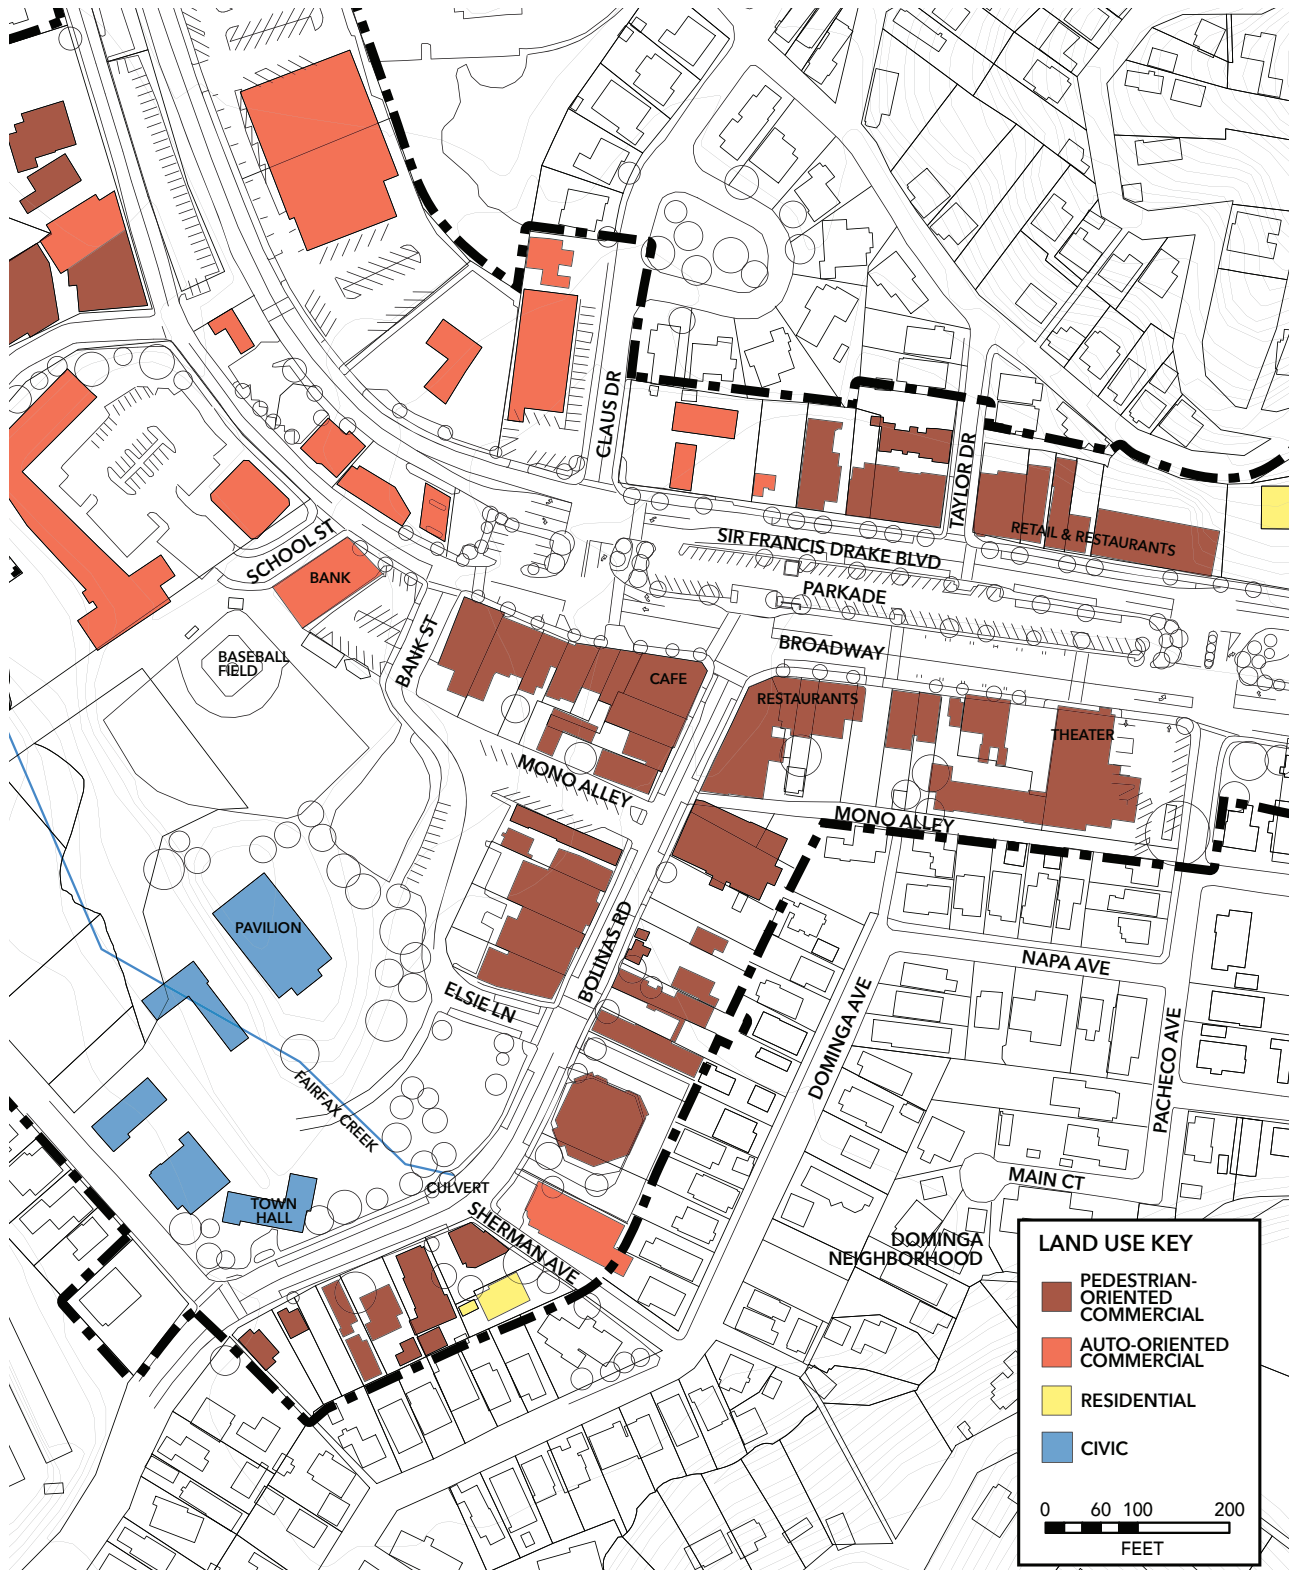 CLAUS DR
TAYLOR DR
SIR FRANCIS DRAKE BLVD
RETAIL & RESTAURANTS
SCHOOL ST
BANK
PARKADE
BANK ST
BROADWAY
BASEBALL
FIELD
CAFE
RESTAURANTS
THEATER
MONO ALLEY
MONO ALLEY
PAVILION
BOLINAS RD
NAPA AVE
ELSIE LN
DOMINGA AVE
PACHECO AVE
FAIRFAX CREEK
CULVERT
MAIN CT
TOWN
HALL
SHERMAN AVE
DOMINGA
NEIGHBORHOOD
LAND USE KEY
PEDESTRIAN-
ORIENTED
COMMERCIAL
AUTO-ORIENTED
COMMERCIAL
RESIDENTIAL
CIVIC
0 60 100 200
FEET